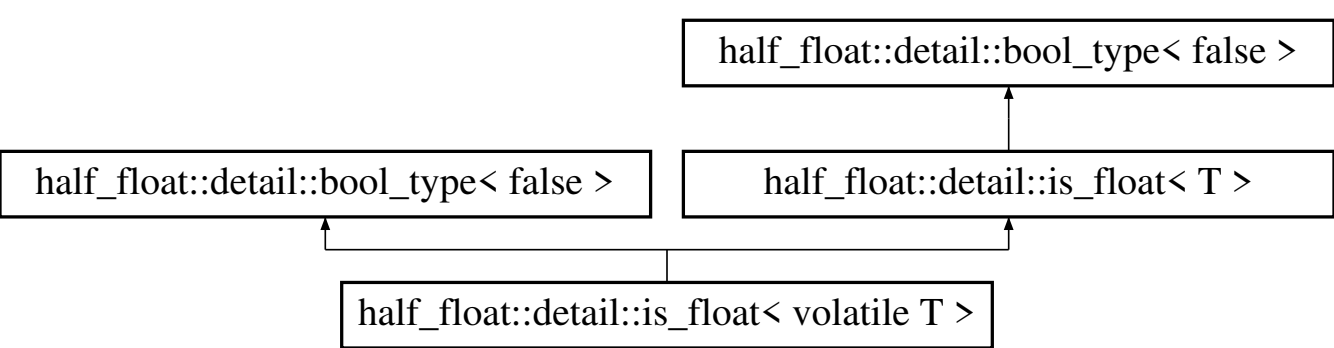 half_float::detail::bool_type< false >
half_float::detail::bool_type< false >
half_float::detail::is_float< T >
half_float::detail::is_float< volatile T >